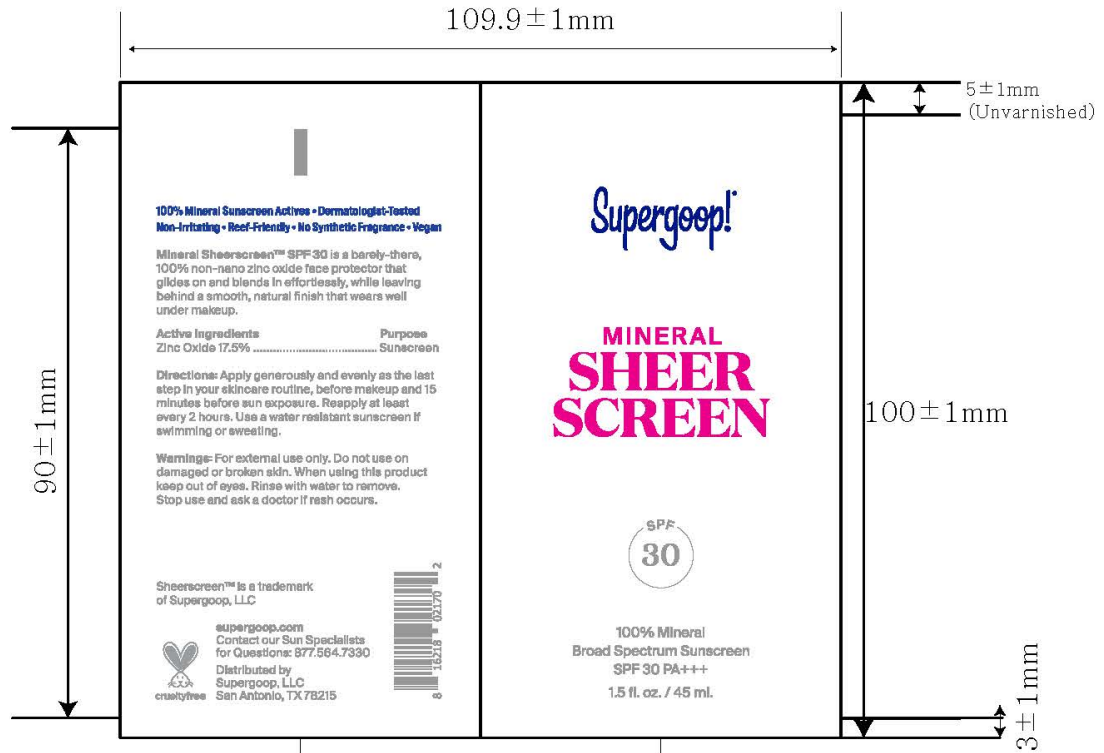 109.9±1mm
5±1mm
(Unvarnished)
90±1mm
100±1mm
3±1mm
100% Mineral Sunscreen Actives • Dermatologist-Tested
Non-Irritating • Reef-Friendly • No Synthetic Fragrance • Vegan
Mineral Sheerscreen™ SPF 30 is a barely-there,
100% non-nano zinc oxide face protector that
glides on and blends in effortlessly, while leaving
behind a smooth, natural finish that wears well
under makeup.
Active Ingredients Purpose
Zinc Oxide 17.5% ........................................ Sunscreen
Directions: Apply generously and evenly as the last
step in your skincare routine, before makeup and 15
minutes before sun exposure. Reapply at least
every 2 hours. Use a water resistant sunscreen if
swimming or sweating.
Warnings: For external use only. Do not use on
damaged or broken skin. When using this product
keep out of eyes. Rinse with water to remove.
Stop use and ask a doctor if rash occurs.
Sheerscreen™ is a trademark
of Supergoop, LLC
supergoop.com
Contact our Sun Specialists
for Questions: 877.564.7330
Distributed by
Supergoop, LLC
San Antonio, TX 78215
crueltyfree
8 16218 02170 2
Supergoop!
MINERAL
SHEER
SCREEN
SPF
30
100% Mineral
Broad Spectrum Sunscreen
SPF 30 PA+++
1.5 fl. oz. / 45 ml.